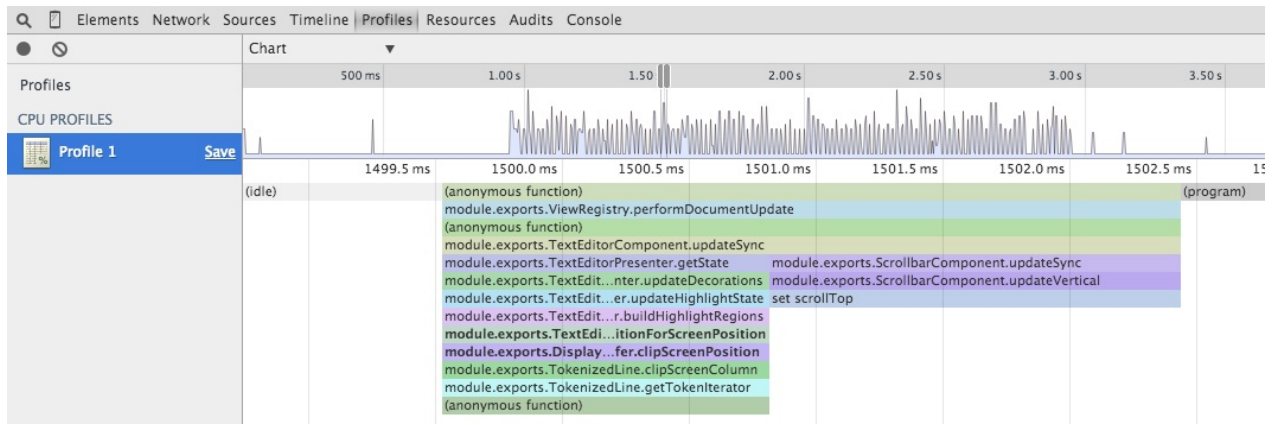 Elements Network Sources Timeline Profiles Resources Audits Console
Chart ▼
Profiles
CPU PROFILES
Profile 1 Save
500 ms 1.00 s 1.50 2.00 s 2.50 s 3.00 s 3.50 s
1499.5 ms 1500.0 ms 1500.5 ms 1501.0 ms 1501.5 ms 1502.0 ms 1502.5 ms 15
(idle) (anonymous function) (program)
module.exports.ViewRegistry.performDocumentUpdate
(anonymous function)
module.exports.TextEditorComponent.updateSync
module.exports.TextEditorPresenter.getState module.exports.ScrollbarComponent.updateSync
module.exports.TextEdit...nter.updateDecorations module.exports.ScrollbarComponent.updateVertical
module.exports.TextEdit...er.updateHighlightState set scrollTop
module.exports.TextEdit...r.buildHighlightRegions
module.exports.TextEdi...itionForScreenPosition
module.exports.Display...fer.clipScreenPosition
module.exports.TokenizedLine.clipScreenColumn
module.exports.TokenizedLine.getTokenIterator
(anonymous function)